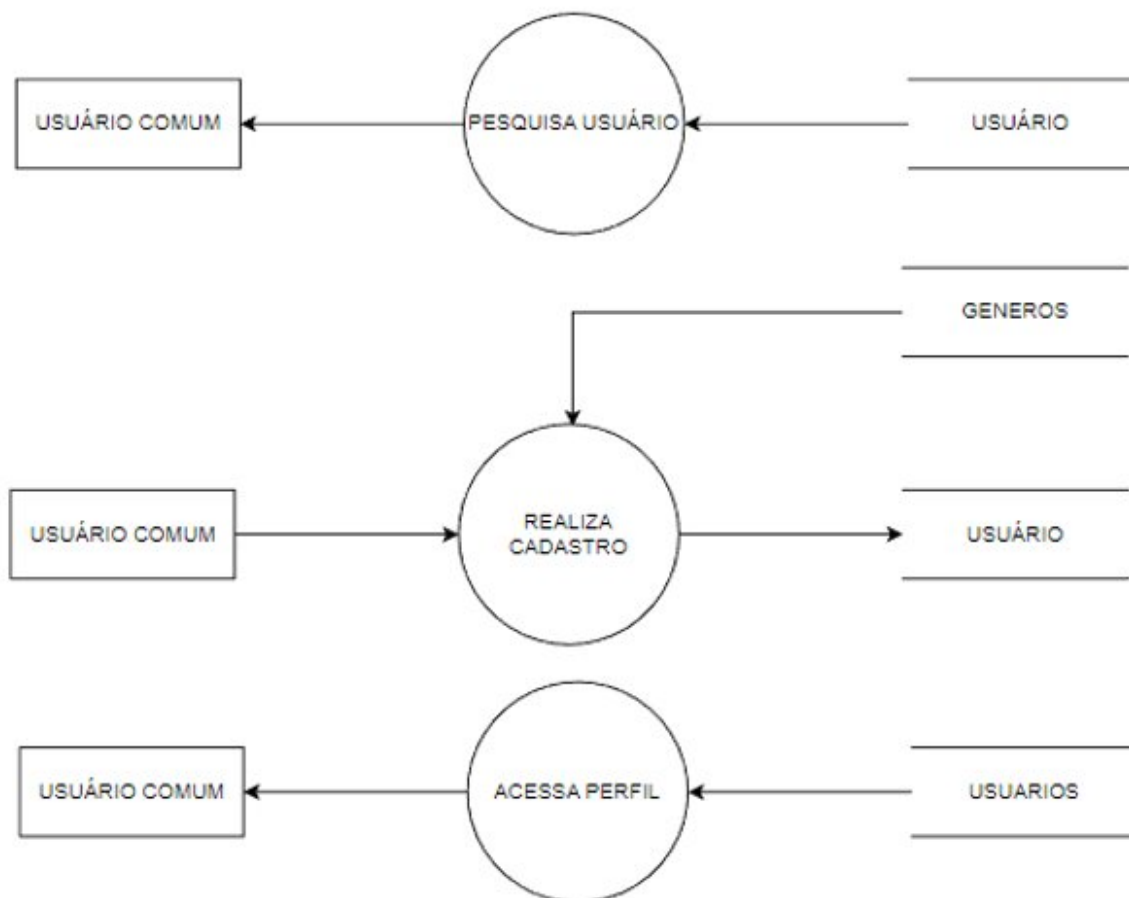 USUÁRIO COMUM
PESQUISA USUÁRIO
USUÁRIO
GENEROS
USUÁRIO COMUM
REALIZA
CADASTRO
USUÁRIO
USUÁRIO COMUM
ACESSA PERFIL
USUARIOS